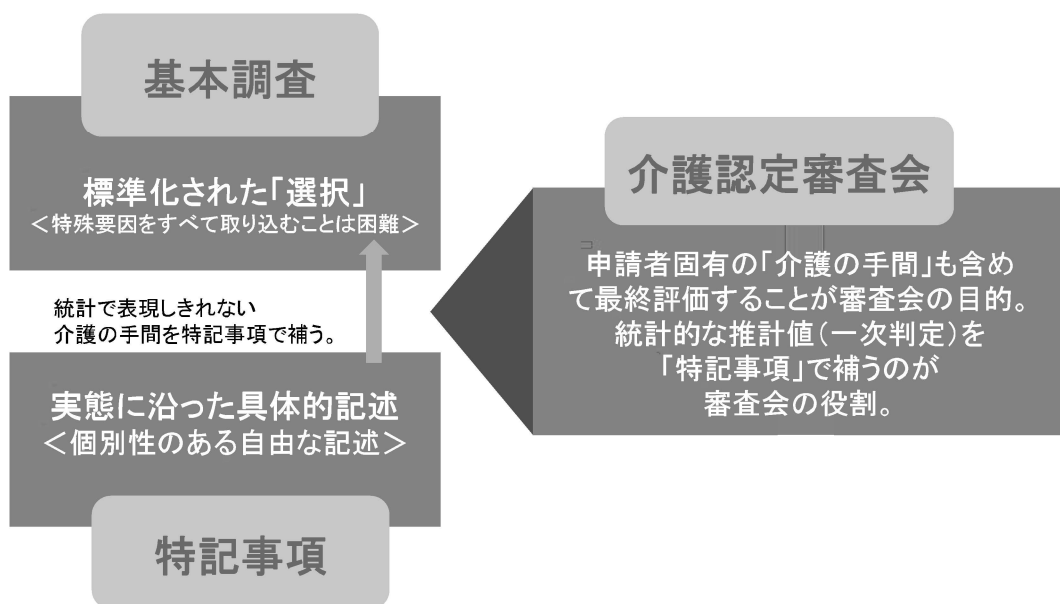 基本調査
標準化された「選択」
＜特殊要因をすべて取り込むことは困難＞
統計で表現しきれない
介護の手間を特記事項で補う。
実態に沿った具体的記述
＜個別性のある自由な記述＞
特記事項
介護認定審査会
申請者固有の「介護の手間」も含め
て最終評価することが審査会の目的。
統計的な推計値（一次判定）を
「特記事項」で補うのが
審査会の役割。